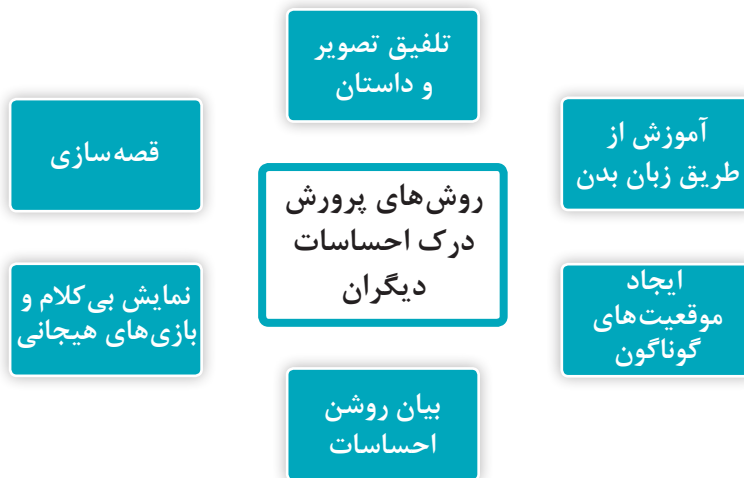 تلفیق تصویر
و داستان
آموزش از
طریق زبان بدن
قصه‌سازی
روش‌های پرورش
درک احساسات
دیگران
ایجاد
موقعیت‌های
گوناگون
نمایش بی‌کلام و
بازی‌های هیجانی
بیان روشن
احساسات